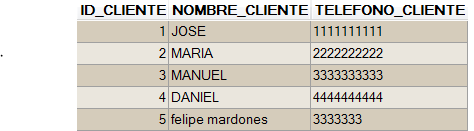 ID_CLIENTE NOMBRE_CLIENTE TELEFONO_CLIENTE
1 JOSE 1111111111
2 MARIA 2222222222
3 MANUEL 3333333333
4 DANIEL 4444444444
5 felipe mardones 3333333